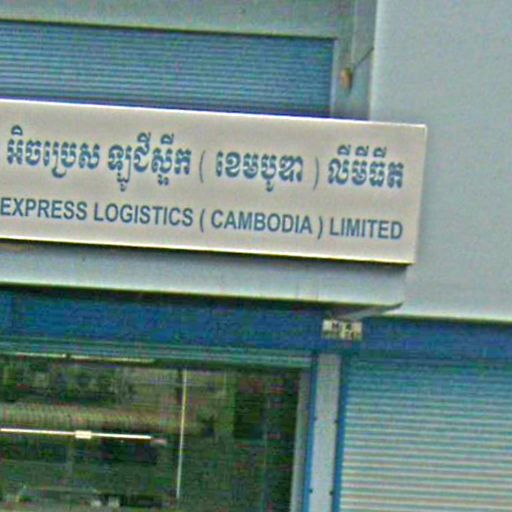 អិចប្រេស ឡូជីស្ទីក ( ខេមបូឌា ) លីមីធីត
EXPRESS LOGISTICS ( CAMBODIA ) LIMITED